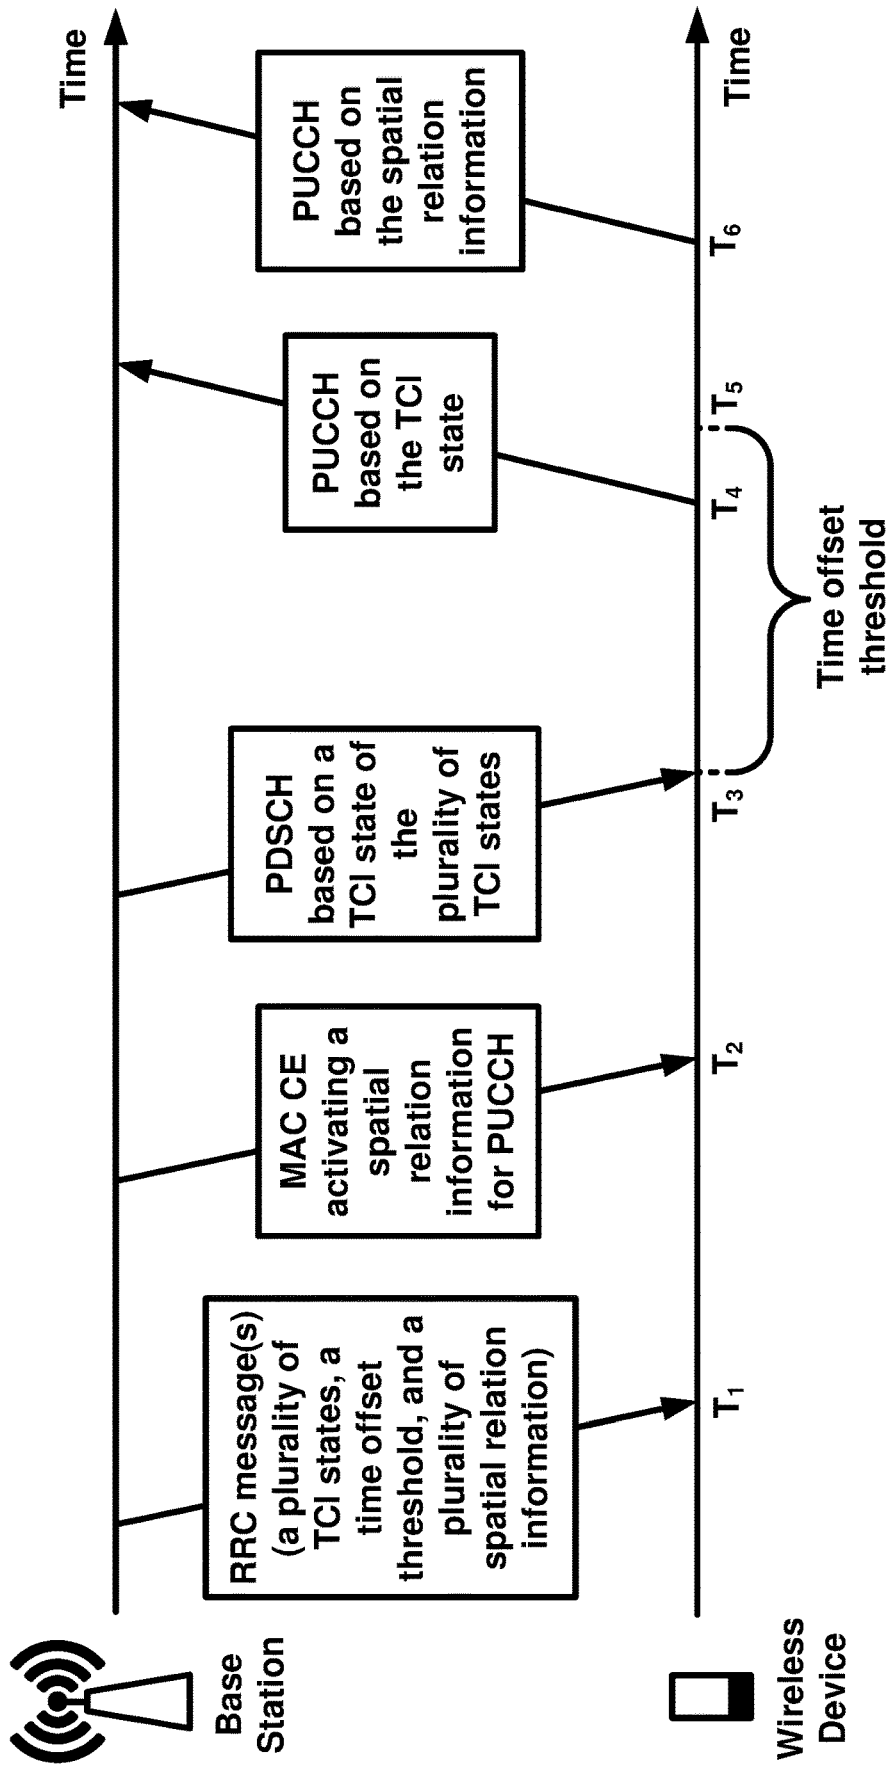 Base
Station
RRC message(s)
(a plurality of
TCI states, a
time offset
threshold, and a
plurality of
spatial relation
information)
MAC CE
activating a
spatial
relation
information
for PUCCH
PDSCH
based on a
TCI state of
the
plurality of
TCI states
PUCCH
based on
the TCI
state
PUCCH
based on
the spatial
relation
information
Time
Wireless
Device
T1
T2
T3
T4
T5
T6
Time
Time offset
threshold